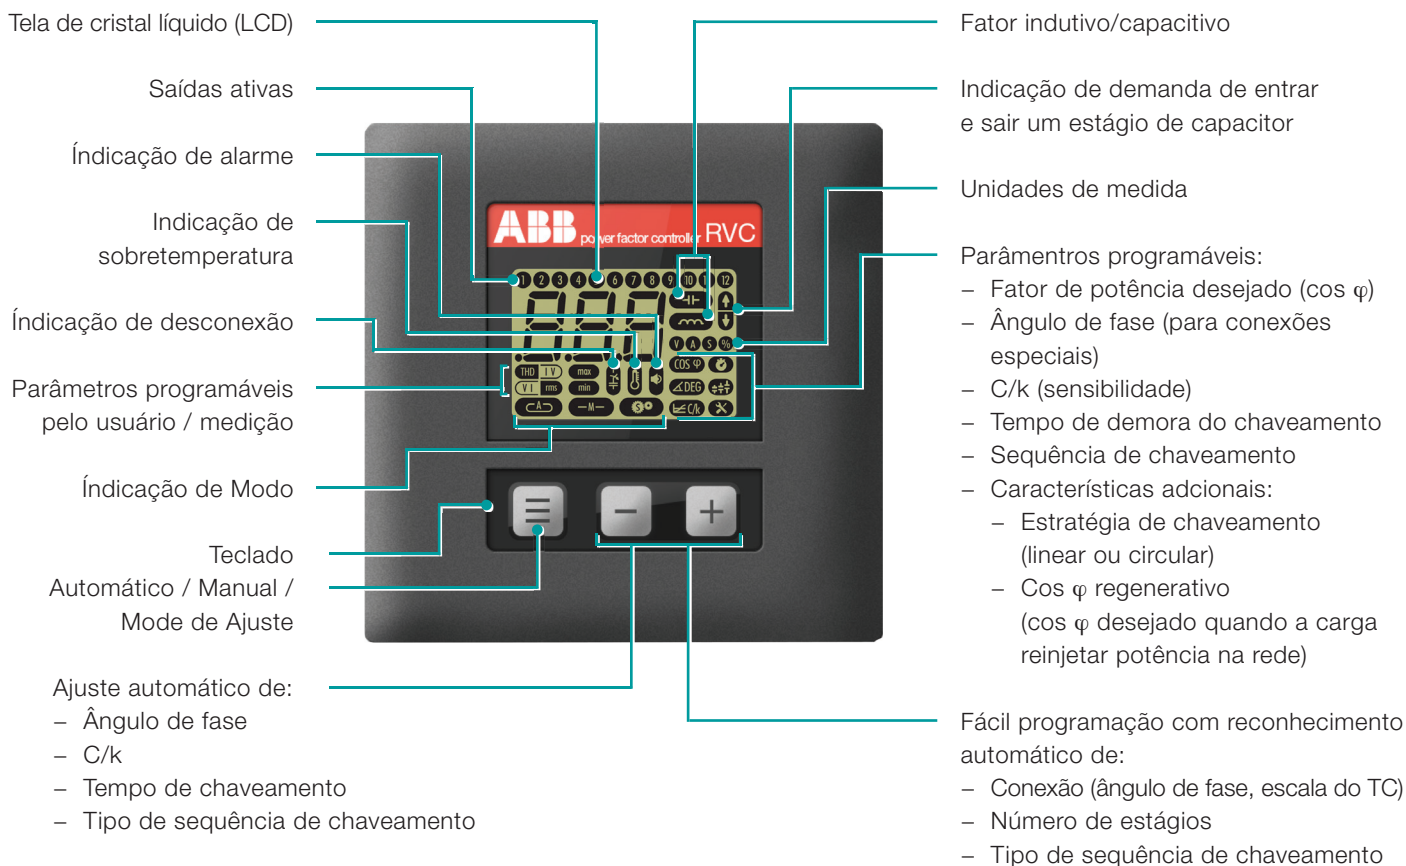 Tela de cristal líquido (LCD)
Saídas ativas
Índicação de alarme
Indicação de
sobretemperatura
Índicação de desconexão
Parâmetros programáveis
pelo usuário / medição
Índicação de Modo
Teclado
Automático / Manual /
Mode de Ajuste
Ajuste automático de:
– Ângulo de fase
– C/k
– Tempo de chaveamento
– Tipo de sequência de chaveamento
ABB power factor controller RVC
1 2 3 4 6 7 8 9 10 11 12
V A S %
COS φ
THD I V max
DEG
V I rms min
A M C/k
Fator indutivo/capacitivo
Indicação de demanda de entrar
e sair um estágio de capacitor
Unidades de medida
Parâmentros programáveis:
– Fator de potência desejado (cos φ)
– Ângulo de fase (para conexões
especiais)
– C/k (sensibilidade)
– Tempo de demora do chaveamento
– Sequência de chaveamento
– Características adcionais:
– Estratégia de chaveamento
(linear ou circular)
– Cos φ regenerativo
(cos φ desejado quando a carga
reinjetar potência na rede)
Fácil programação com reconhecimento
automático de:
– Conexão (ângulo de fase, escala do TC)
– Número de estágios
– Tipo de sequência de chaveamento